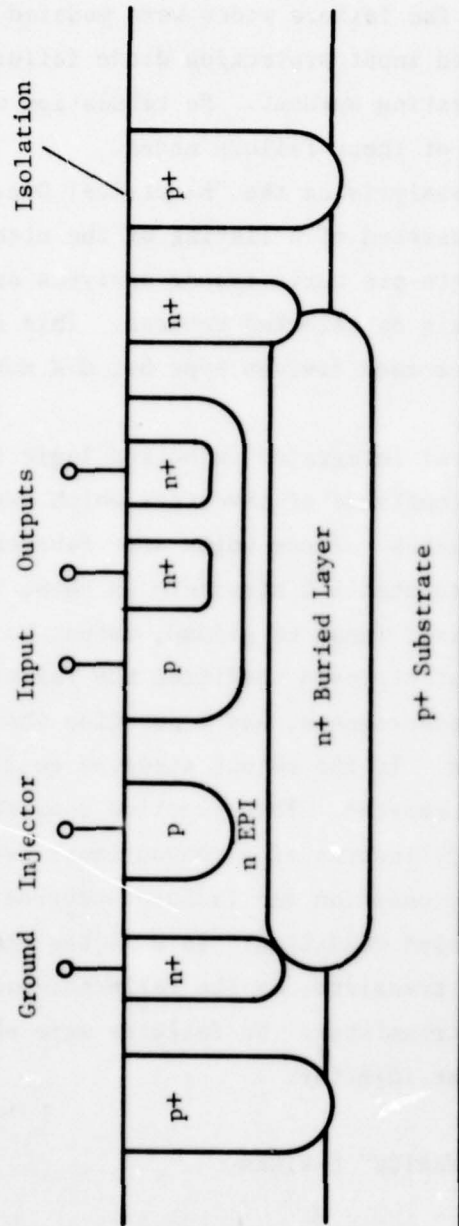 Ground Injector Input Outputs Isolation
p+ n+ p p n+ n+ n+ p+
n EPI
n+ Buried Layer
p+ Substrate